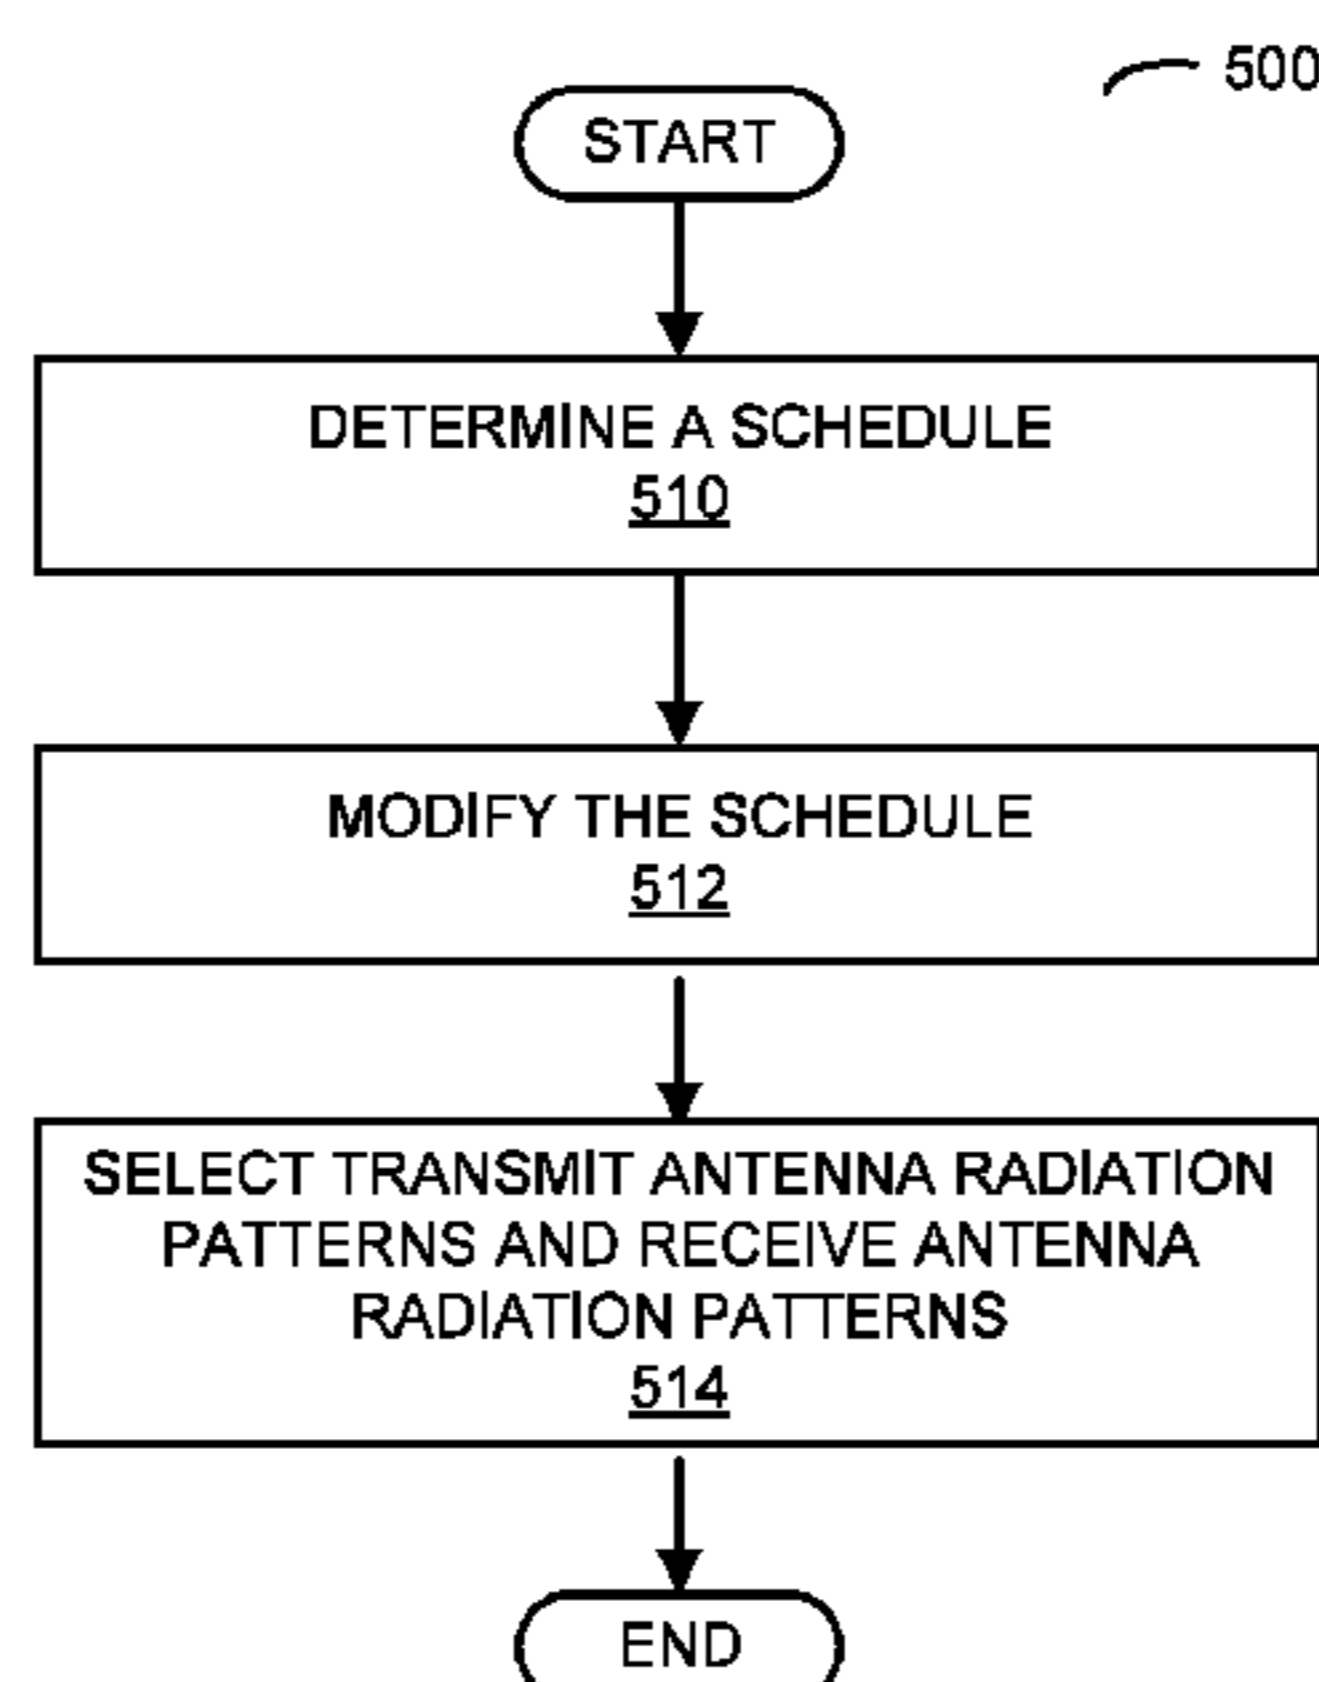 500
START
DETERMINE A SCHEDULE
510
MODIFY THE SCHEDULE
512
SELECT TRANSMIT ANTENNA RADIATION
PATTERNS AND RECEIVE ANTENNA
RADIATION PATTERNS
514
END